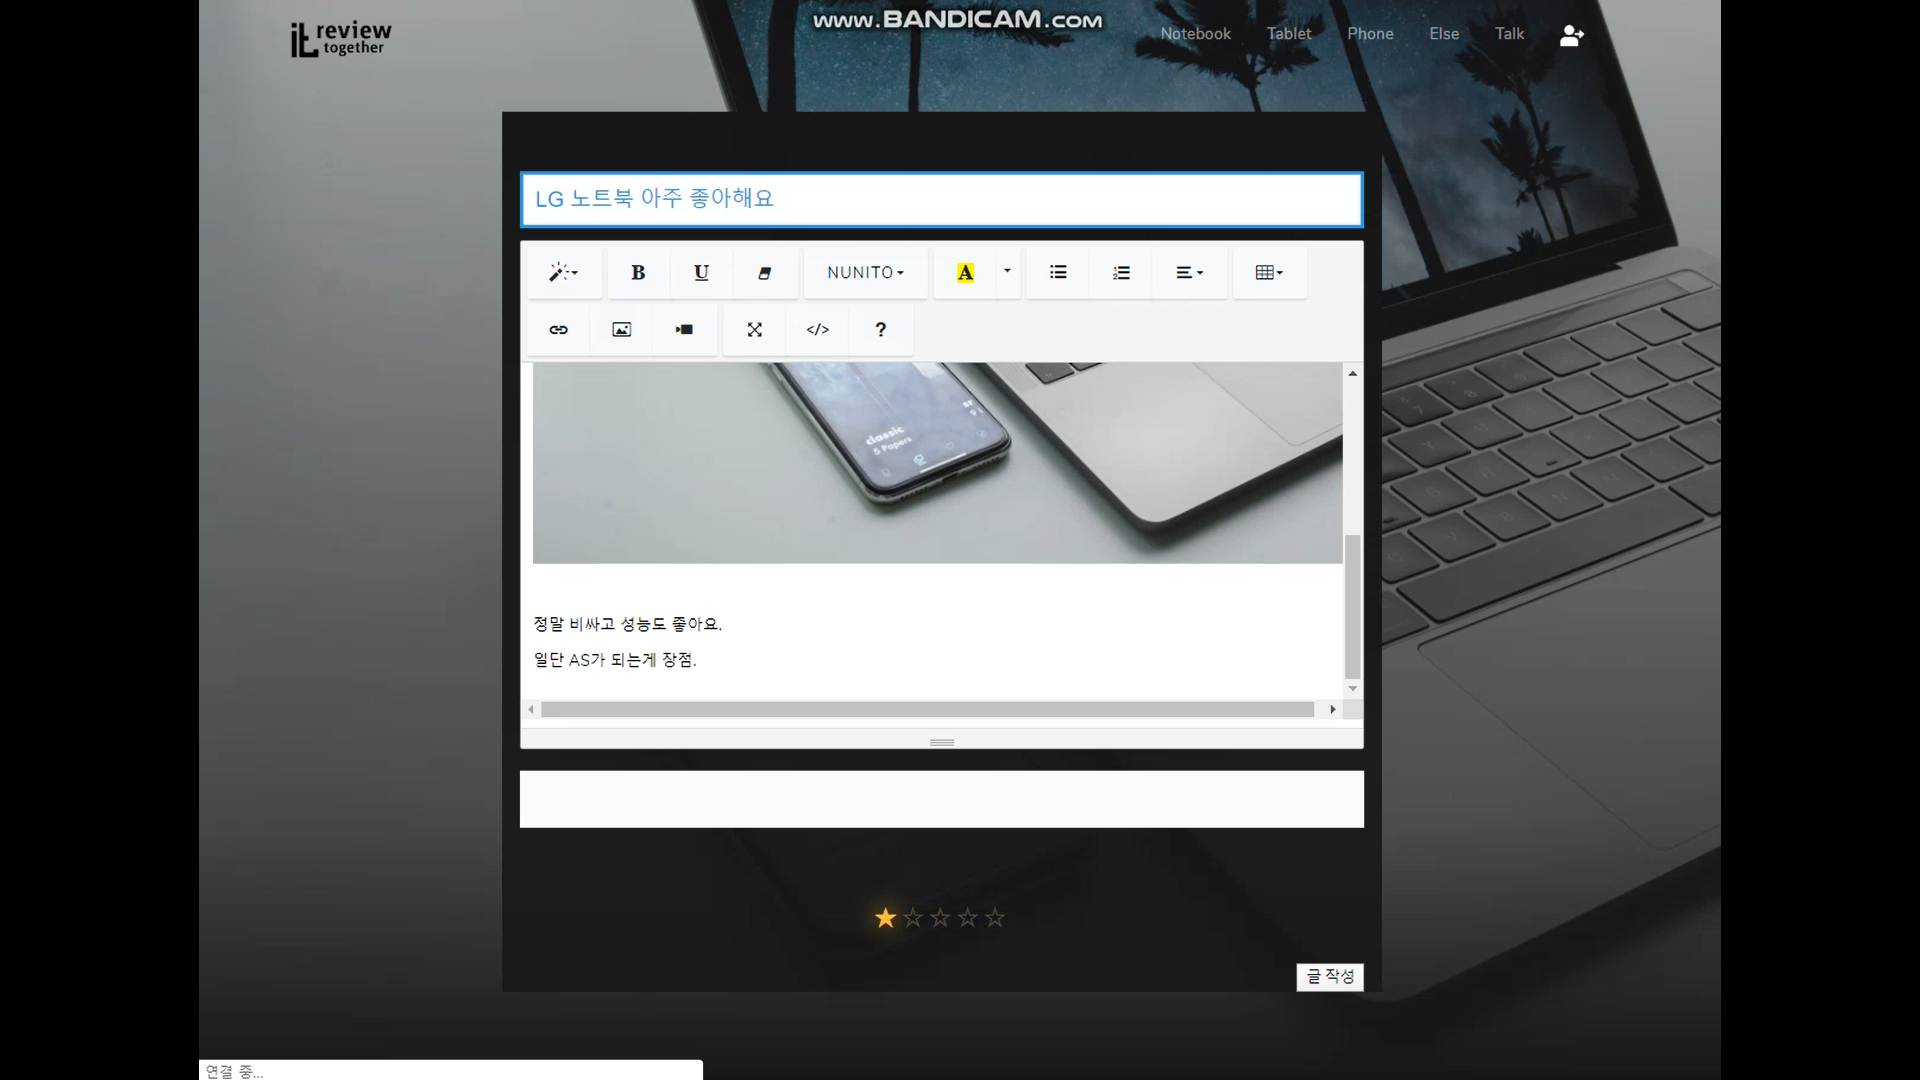 it review
together
www.BANDICAM.com
Notebook Tablet Phone Else Talk
LG 노트북 아주 좋아해요
B U NUNITO A
</> ?
classic
5 Papers
정말 비싸고 성능도 좋아요.
일단 AS가 되는게 장점.
글 작성
연결 중...